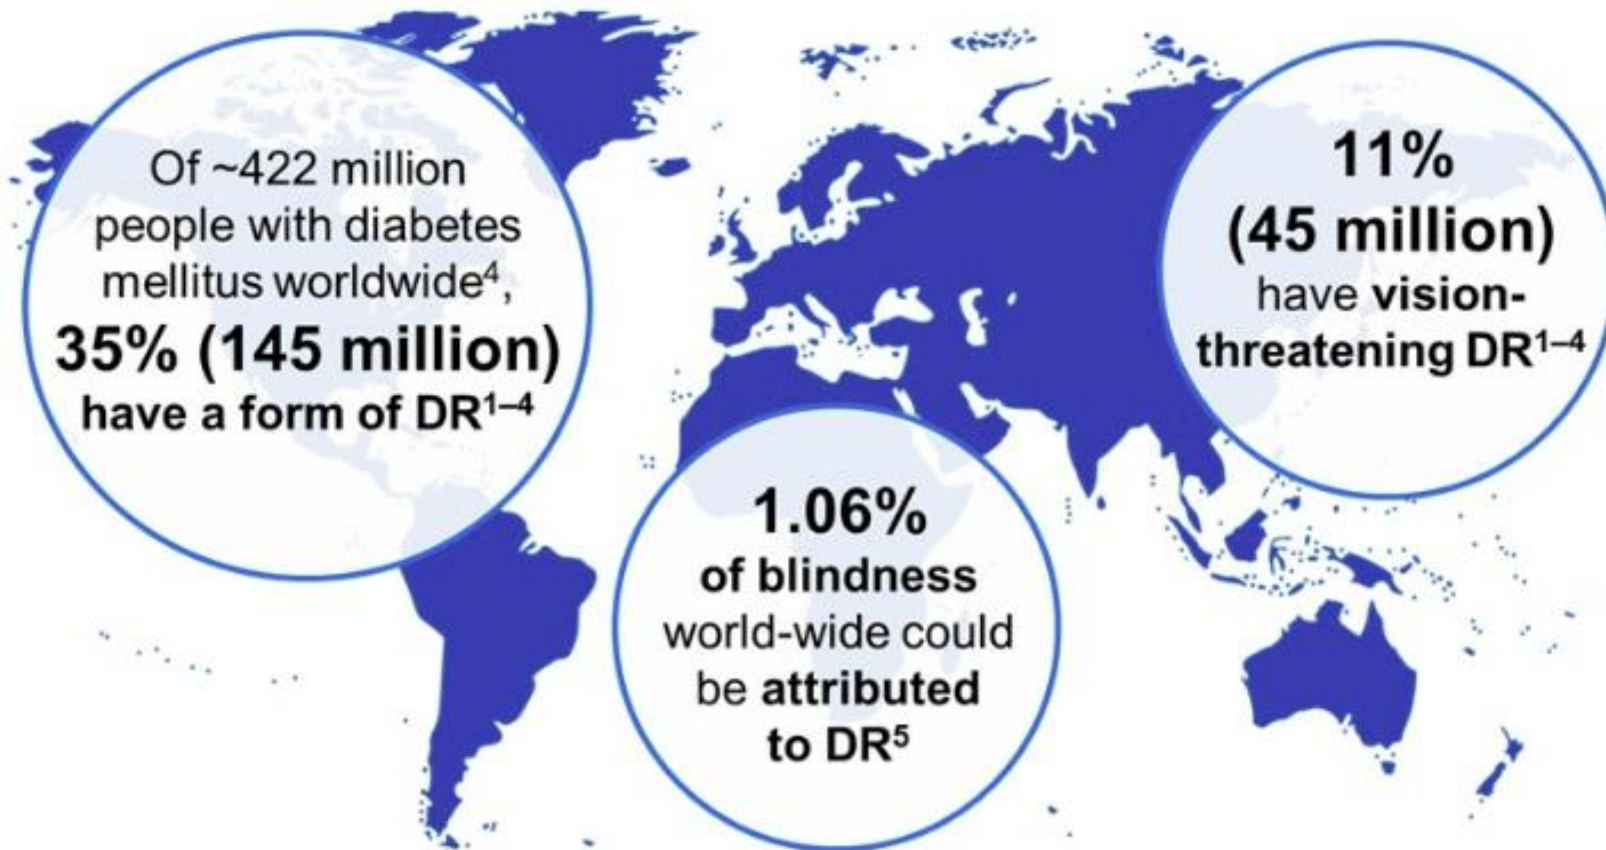 Of ~422 million
people with diabetes
mellitus worldwide⁴,
35% (145 million)
have a form of DR¹⁻⁴
1.06%
of blindness
world-wide could
be attributed
to DR⁵
11%
(45 million)
have vision-
threatening DR¹⁻⁴